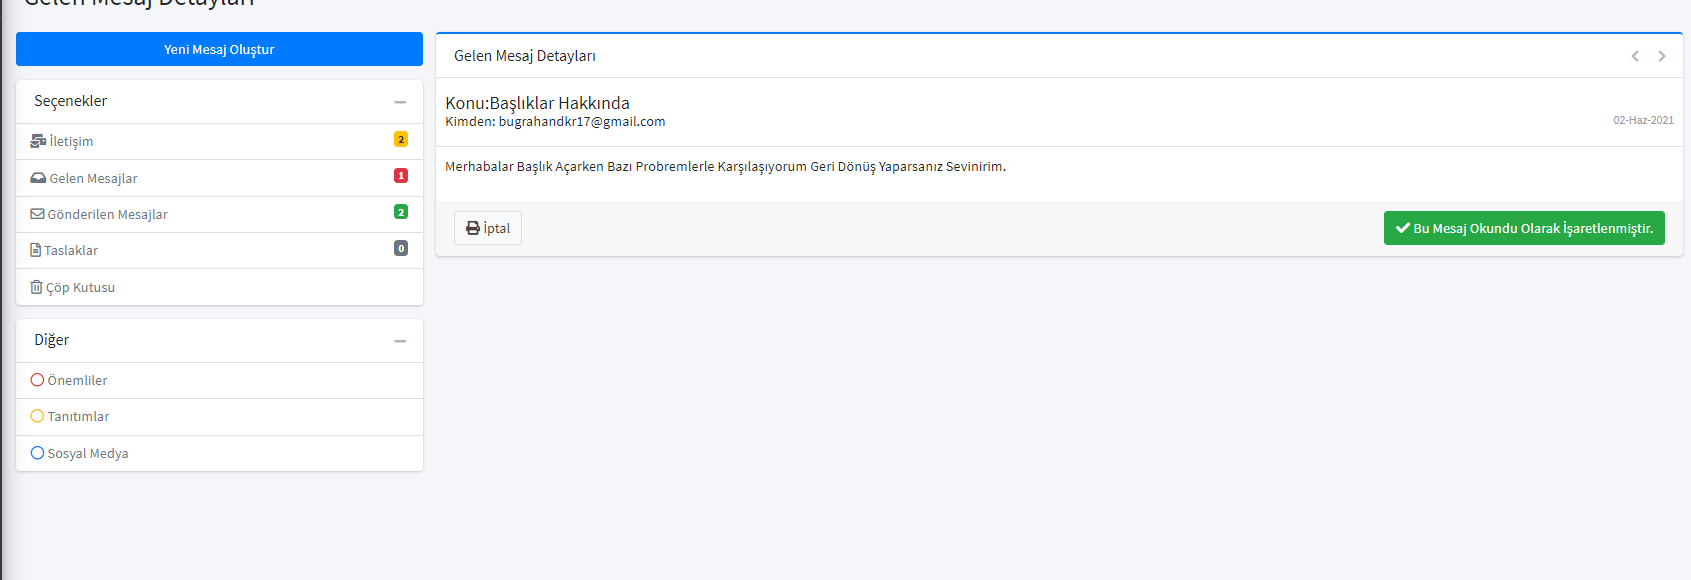 Gelen Mesaj Detayları
Yeni Mesaj Oluştur
Seçenekler
İletişim 2
Gelen Mesajlar 1
Gönderilen Mesajlar 2
Taslaklar 0
Çöp Kutusu
Diğer
Önemliler
Tanıtımlar
Sosyal Medya
Gelen Mesaj Detayları
Konu:Başlıklar Hakkında
Kimden: bugrahandkr17@gmail.com
02-Haz-2021
Merhabalar Başlık Açarken Bazı Probremlerle Karşılaşıyorum Geri Dönüş Yaparsanız Sevinirim.
İptal
Bu Mesaj Okundu Olarak İşaretlenmiştir.